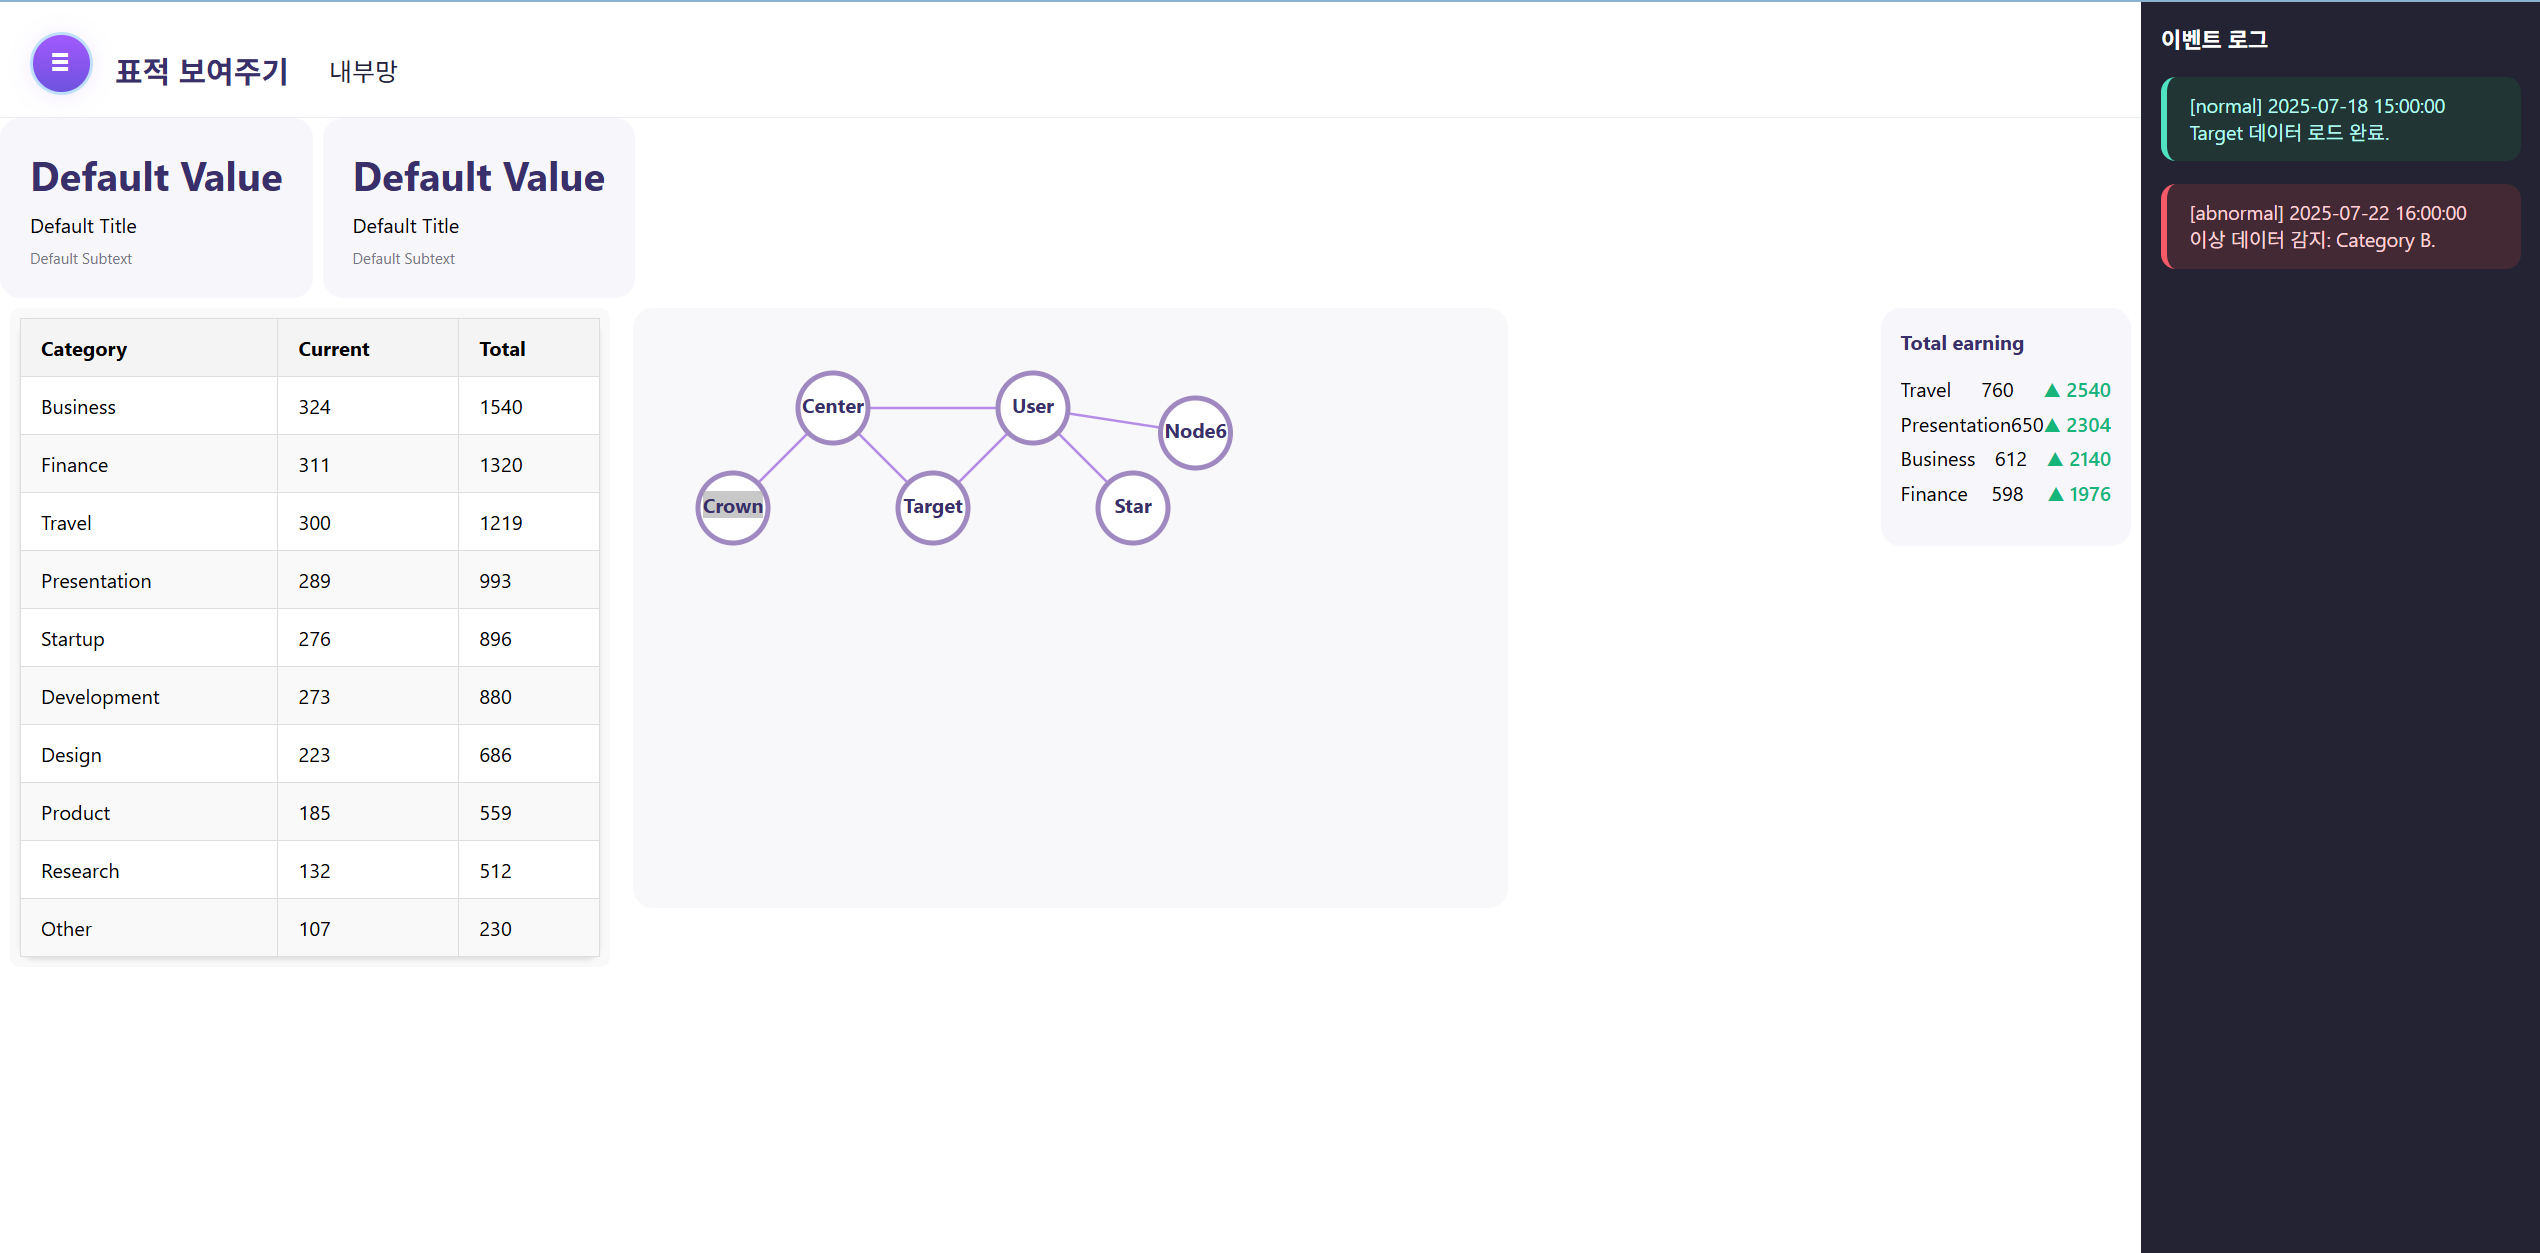 표적 보여주기 내부망
Default Value
Default Title
Default Subtext
Default Value
Default Title
Default Subtext
Category Current Total
Business 324 1540
Finance 311 1320
Travel 300 1219
Presentation 289 993
Startup 276 896
Development 273 880
Design 223 686
Product 185 559
Research 132 512
Other 107 230
Center
User
Node6
Crown
Target
Star
Total earning
Travel 760 ▲ 2540
Presentation650▲ 2304
Business 612 ▲ 2140
Finance 598 ▲ 1976
이벤트 로그
[normal] 2025-07-18 15:00:00
Target 데이터 로드 완료.
[abnormal] 2025-07-22 16:00:00
이상 데이터 감지: Category B.